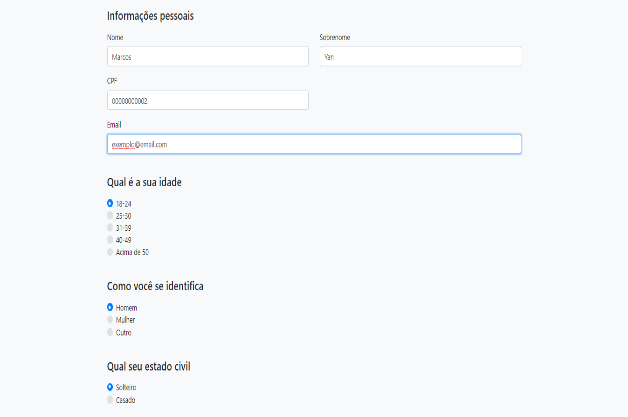 Informações pessoais
Nome Sobrenome
Marcos Yan
CPF
00000000002
Email
exemplo@email.com
Qual é a sua idade
18-24
25-30
31-39
40-49
Acima de 50
Como você se identifica
Homem
Mulher
Outro
Qual seu estado civil
Solteiro
Casado